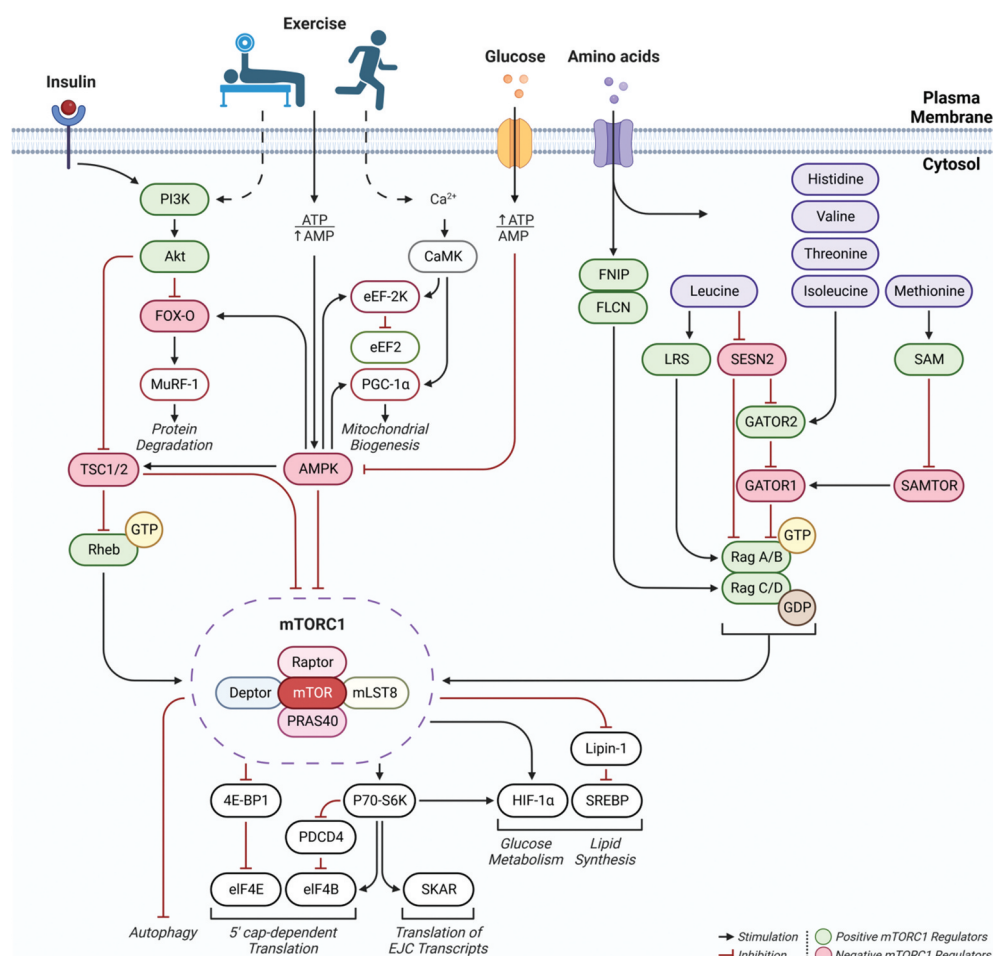 Exercise
Insulin
Glucose
Amino acids
Plasma
Membrane
Cytosol
PI3K
ATP
↑AMP
Ca²⁺
↑ATP
AMP
Histidine
Valine
Threonine
Isoleucine
Methionine
Akt
CaMK
FNIP
FLCN
Leucine
FOX-O
eEF-2K
eEF2
LRS
SESN2
SAM
MuRF-1
PGC-1α
Protein
Degradation
Mitochondrial
Biogenesis
GATOR2
TSC1/2
AMPK
GATOR1
SAMTOR
GTP
Rheb
GTP
Rag A/B
Rag C/D
GDP
mTORC1
Raptor
Deptor
mTOR
mLST8
PRAS40
Lipin-1
4E-BP1
P70-S6K
HIF-1α
SREBP
PDCD4
Glucose
Metabolism
Lipid
Synthesis
eIF4E
eIF4B
SKAR
Autophagy
5' cap-dependent
Translation
Translation of
EJC Transcripts
Stimulation
Positive mTORC1 Regulators
Inhibition
Negative mTORC1 Regulators